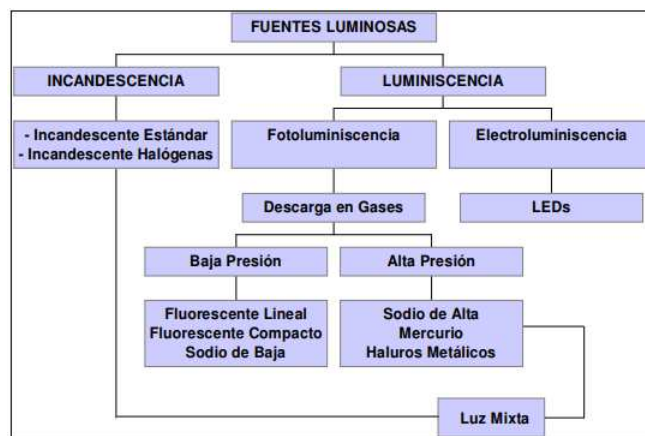 FUENTES LUMINOSAS
INCANDESCENCIA
LUMINISCENCIA
- Incandescente Estándar
- Incandescente Halógenas
Fotoluminiscencia
Electroluminiscencia
Descarga en Gases
LEDs
Baja Presión
Alta Presión
Fluorescente Lineal
Fluorescente Compacto
Sodio de Baja
Sodio de Alta
Mercurio
Haluros Metálicos
Luz Mixta